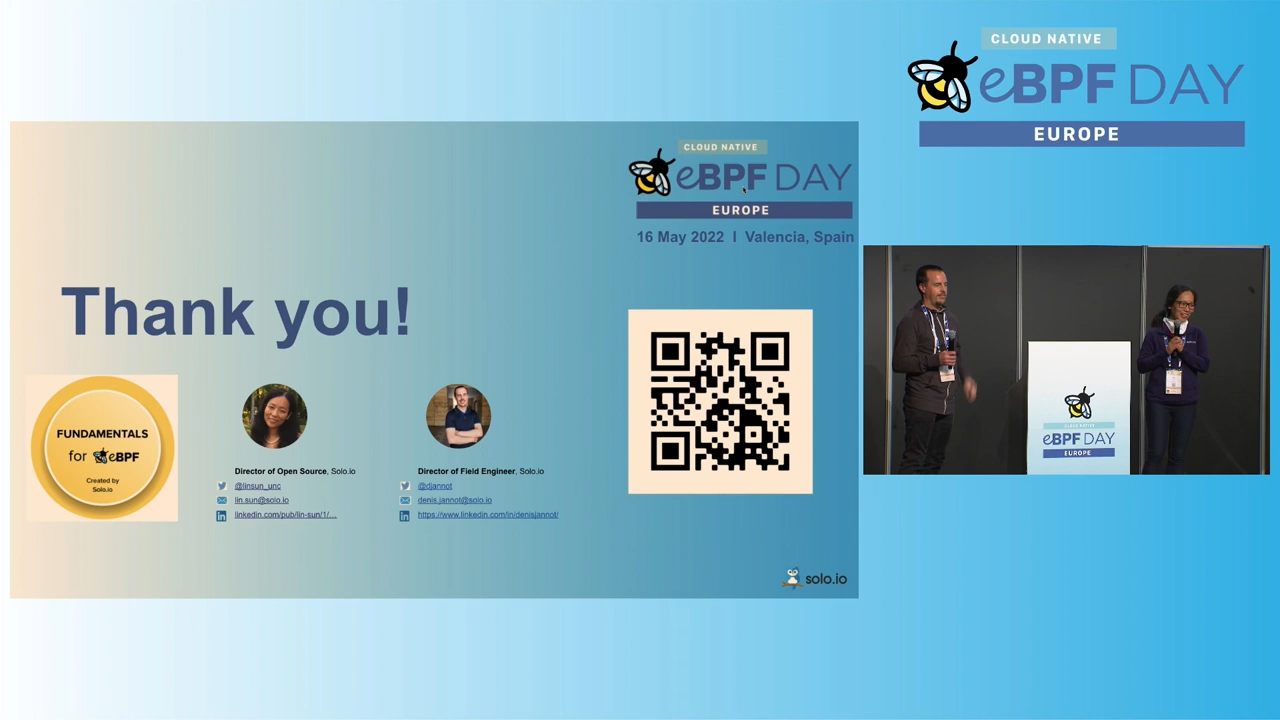 CLOUD NATIVE
eBPF DAY
EUROPE
CLOUD NATIVE
eBPF DAY
EUROPE
16 May 2022 I Valencia, Spain
Thank you!
FUNDAMENTALS
for eBPF
Created by
Solo.io
Director of Open Source, Solo.io
@linsun_unc
lin.sun@solo.io
linkedin.com/pub/lin-sun/1/...
Director of Field Engineer, Solo.io
@djannot
denis.jannot@solo.io
https://www.linkedin.com/in/denisjannot/
solo.io
CLOUD NATIVE
eBPF DAY
EUROPE